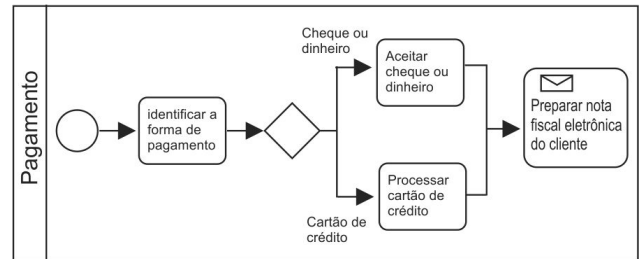 Pagamento
identificar a
forma de
pagamento
Cheque ou
dinheiro
Aceitar
cheque ou
dinheiro
Cartão de
crédito
Processar
cartão de
crédito
Preparar nota
fiscal eletrônica
do cliente